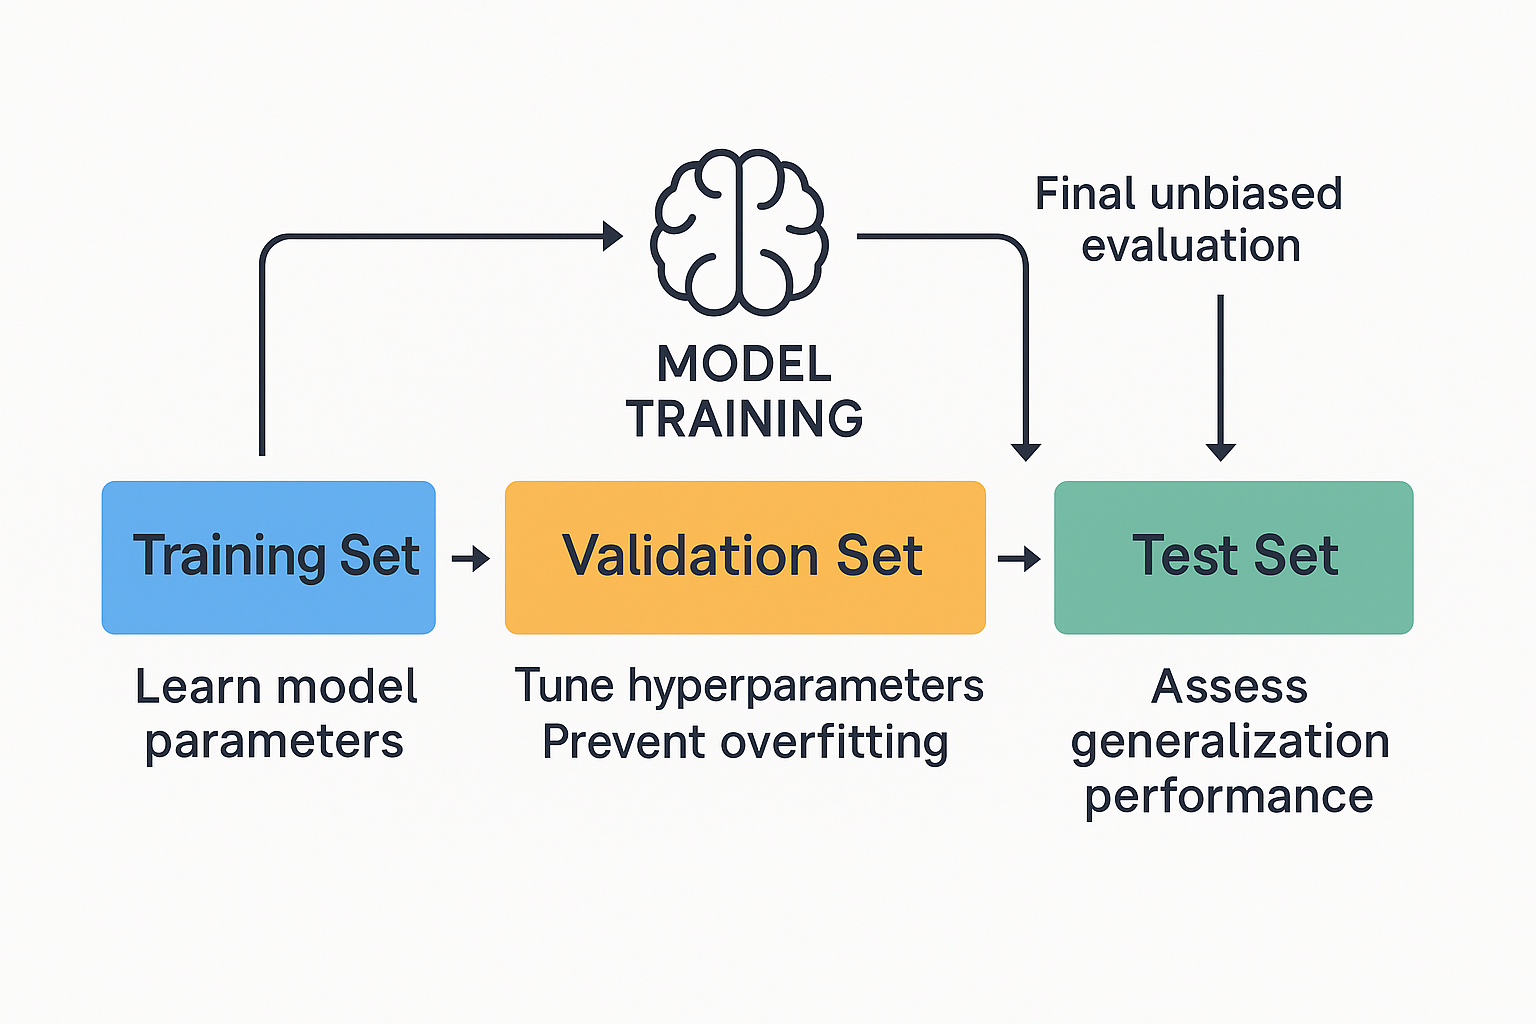 Final unbiased
evaluation
MODEL
TRAINING
Training Set
Validation Set
Test Set
Learn model
parameters
Tune hyperparameters
Prevent overfitting
Assess
generalization
performance